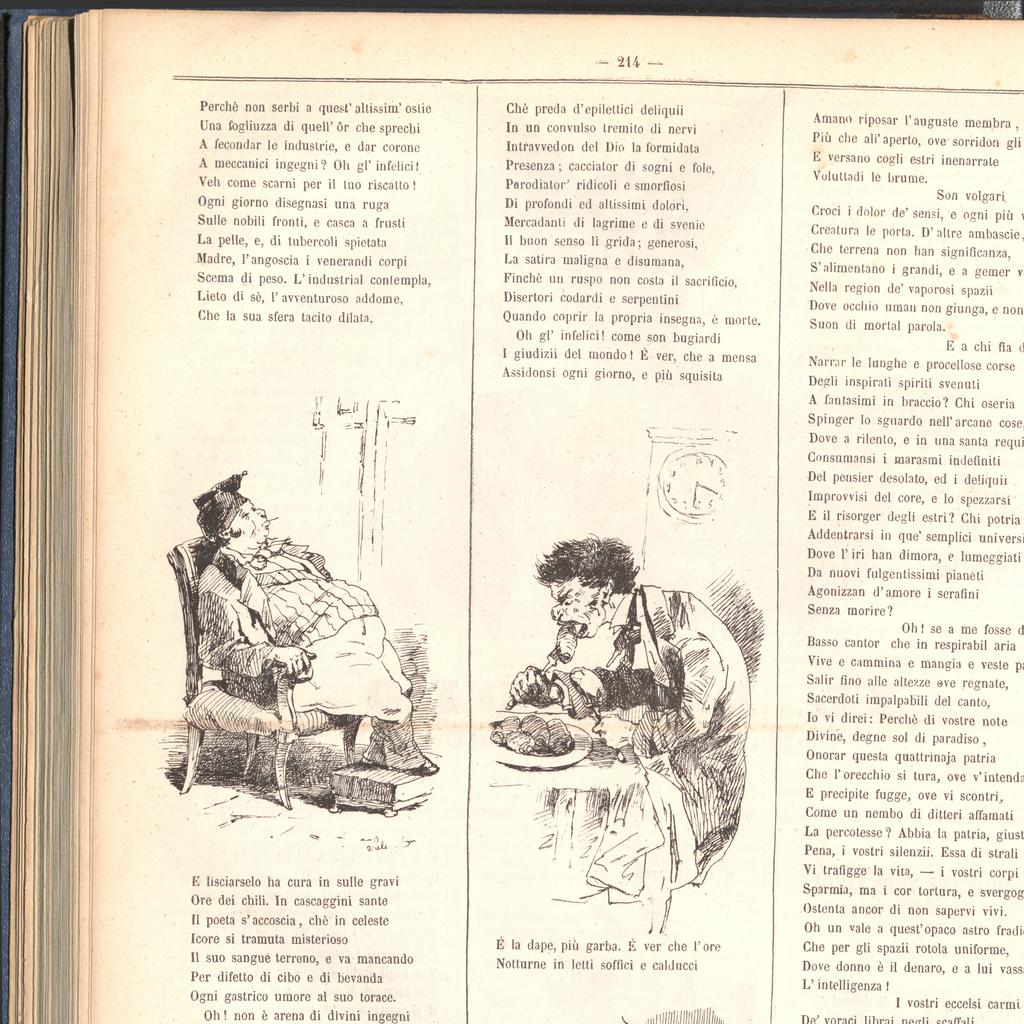 — 214 —
Perchè non serbi a quest' altissim' ostie
Una fogliuzza di quell' ôr che sprechi
A fecondar le industrie, e dar corone
A meccanici ingegni? Oh gl' infelici!
Veh come scarni per il tuo riscatto!
Ogni giorno disegnasi una ruga
Sulle nobili fronti, e casca a frusti
La pelle, e, di tubercoli spietata
Madre, l'angoscia i venerandi corpi
Scema di peso. L'industrial contempla,
Lieto di sè, l'avventuroso addome,
Che la sua sfera tacito dilata,
E lisciarselo ha cura in sulle gravi
Ore dei chili. In cascaggini sante
Il poeta s'accoscia, chè in celeste
Icore si tramuta misterioso
Il suo sangue terreno, e va mancando
Per difetto di cibo e di bevanda
Ogni gastrico umore al suo torace.
Oh! non è arena di divini ingegni
Chè preda d'epilettici deliquii
In un convulso tremito di nervi
Intravvedon del Dio la formidata
Presenza; cacciator di sogni e fole,
Parodiator' ridicoli e smorfiosi
Di profondi ed altissimi dolori,
Mercadanti di lagrime e di svenie
Il buon senso li grida; generosi,
La satira maligna e disumana,
Finchè un ruspo non costa il sacrificio,
Disertori codardi e serpentini
Quando coprir la propria insegna, è morte.
Oh gl' infelici! come son bugiardi
I giudizii del mondo! È ver, che a mensa
Assidonsi ogni giorno, e più squisita
È la dape, più garba. È ver che l'ore
Notturne in letti soffici e calducci
Amano riposar l'auguste membra,
Più che all'aperto, ove sorridon gli
E versano cogli estri inenarrate
Voluttadi le brume.
Son volgari
Croci i dolor de' sensi, e ogni più
Creatura le porta. D'altre ambascie,
Che terrena non han significanza,
S'alimentano i grandi, e a gemer
Nella region de' vaporosi spazii
Dove occhio uman non giunga, e non
Suon di mortal parola.
E a chi fia
Narrar le lunghe e procellose corse
Degli inspirati spiriti svenuti
A fantasimi in braccio? Chi oseria
Spinger lo sguardo nell'arcane cose,
Dove a rilento, e in una santa requi
Consumansi i marasmi indefiniti
Del pensier desolato, ed i deliquii
Improvvisi del core, e lo spezzarsi
E il risorger degli estri? Chi potria
Addentrarsi in que' semplici universi
Dove l'iri han dimora, e lumeggiati
Da nuovi fulgentissimi pianeti
Agonizzan d'amore i serafini
Senza morire?
Oh! se a me fosse
Basso cantor che in respirabil aria
Vive e cammina e mangia e veste
Salir fino alle altezze ove regnate,
Sacerdoti impalpabili del canto,
Io vi direi: Perchè di vostre note
Divine, degne sol di paradiso,
Onorar questa quattrinaja patria
Che l'orecchio si tura, ove v'intenda
E precipite fugge, ove vi scontri,
Come un nembo di ditteri affamati
La percotesse? Abbia la patria, giust
Pena, i vostri silenzii. Essa di strali
Vi trafigge la vita, — i vostri corpi
Sparmia, ma i cor tortura, e svergog
Ostenta ancor di non sapervi vivi.
Oh un vale a quest'opaco astro
Che per gli spazii rotola uniforme,
Dove donno è il denaro, e a lui vass
L'intelligenza!
I vostri eccelsi carmi
De' voraci librai negli scaffali